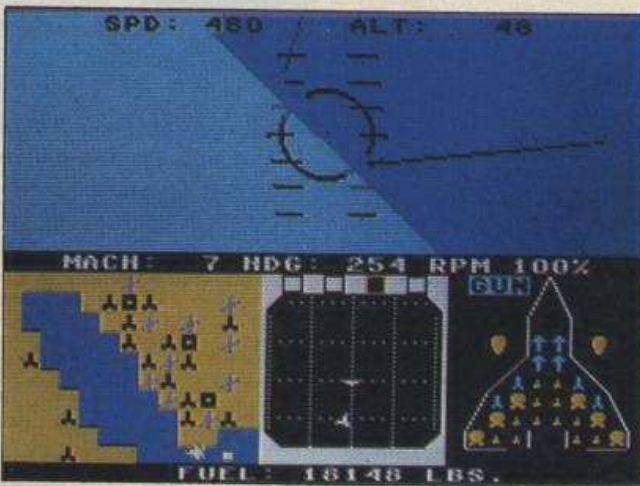 SPD: 480 ALT: 48
MACH: 7 HDG: 254 RPM 100%
GUN
FUEL: 18148 LBS.